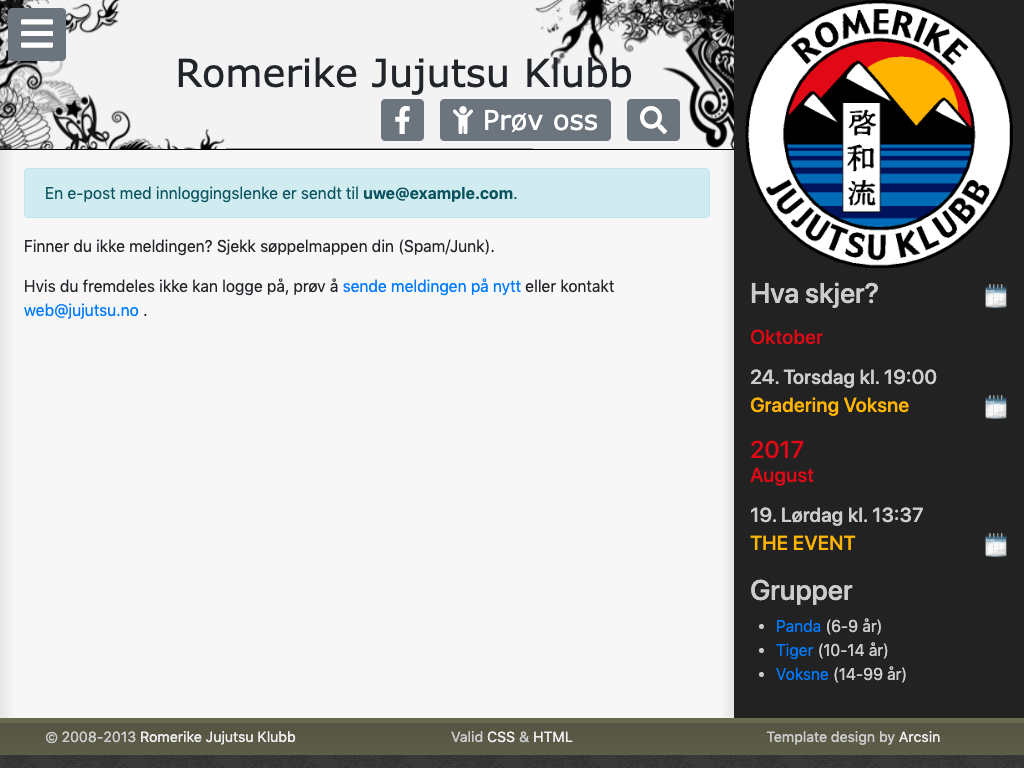 Romerike Jujutsu Klubb
Prøv oss
En e-post med innloggingslenke er sendt til uwe@example.com.
Finner du ikke meldingen? Sjekk søppelmappen din (Spam/Junk).
Hvis du fremdeles ikke kan logge på, prøv å sende meldingen på nytt eller kontakt
web@jujutsu.no .
ROMERIKE
啓和流
JUJUTSU KLUBB
Hva skjer?
Oktober
24. Torsdag kl. 19:00
Gradering Voksne
2017
August
19. Lørdag kl. 13:37
THE EVENT
Grupper
Panda (6-9 år)
Tiger (10-14 år)
Voksne (14-99 år)
© 2008-2013 Romerike Jujutsu Klubb
Valid CSS & HTML
Template design by Arcsin